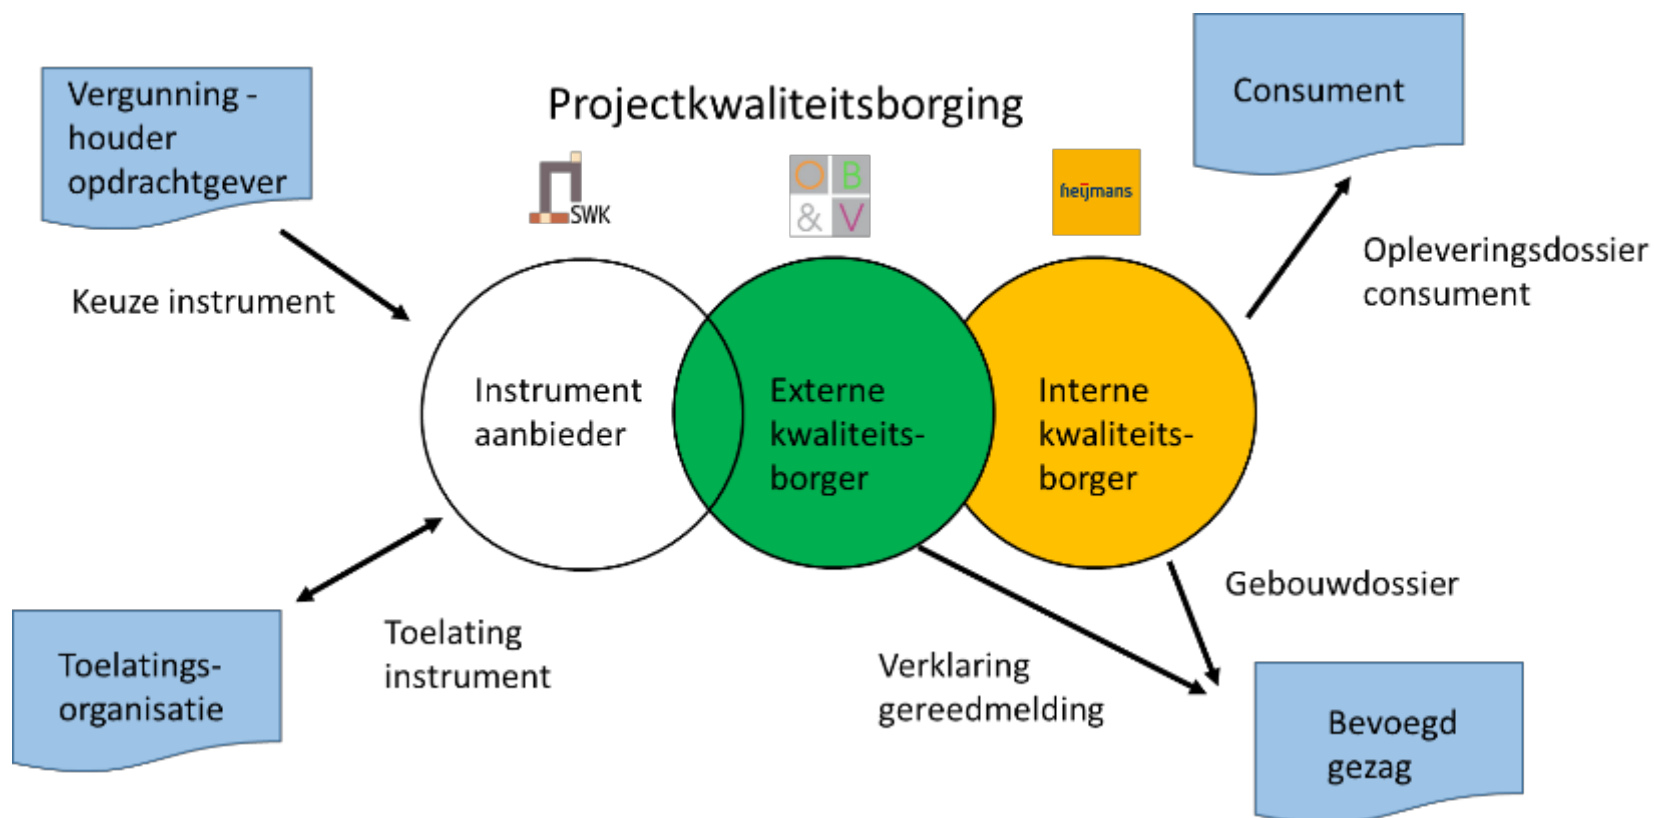 Vergunning -
houder
opdrachtgever
Projectkwaliteitsborging
Consument
SWK
O B
& V
heijmans
Keuze instrument
Opleveringsdossier
consument
Instrument
aanbieder
Externe
kwaliteits-
borger
Interne
kwaliteits-
borger
Toelatings-
organisatie
Toelating
instrument
Verklaring
gereedmelding
Gebouwdossier
Bevoegd
gezag